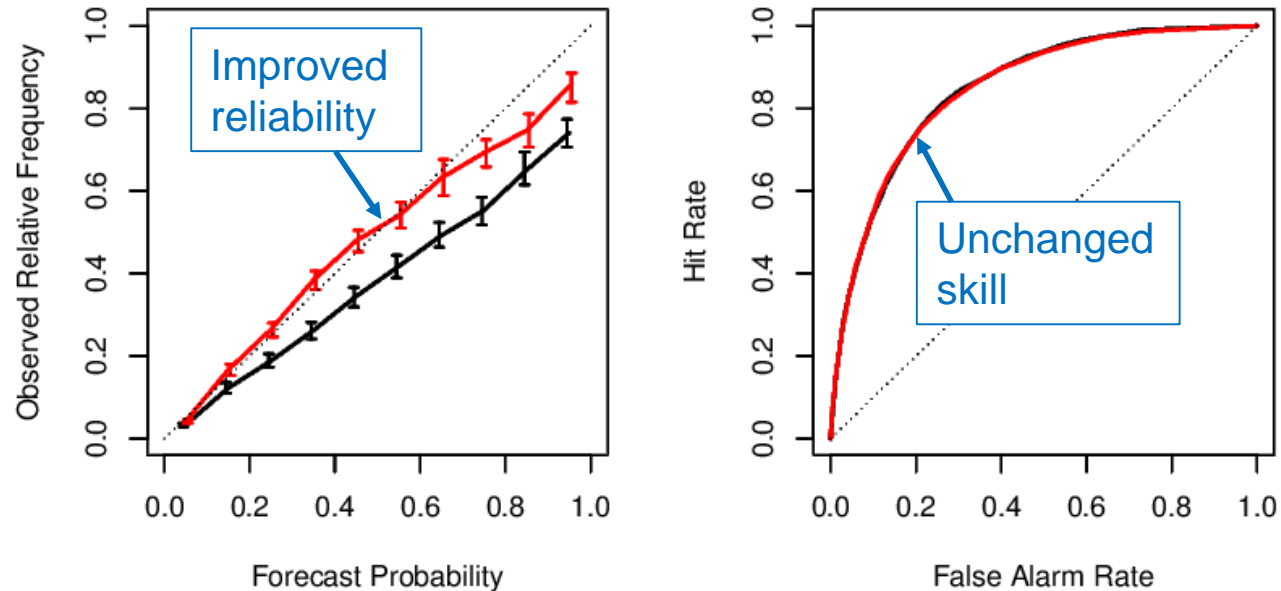 Observed Relative Frequency
1.0
0.8
0.6
0.4
0.2
0.0
Improved
reliability
0.0 0.2 0.4 0.6 0.8 1.0
Forecast Probability
Hit Rate
1.0
0.8
0.6
0.4
0.2
0.0
Unchanged
skill
0.0 0.2 0.4 0.6 0.8 1.0
False Alarm Rate